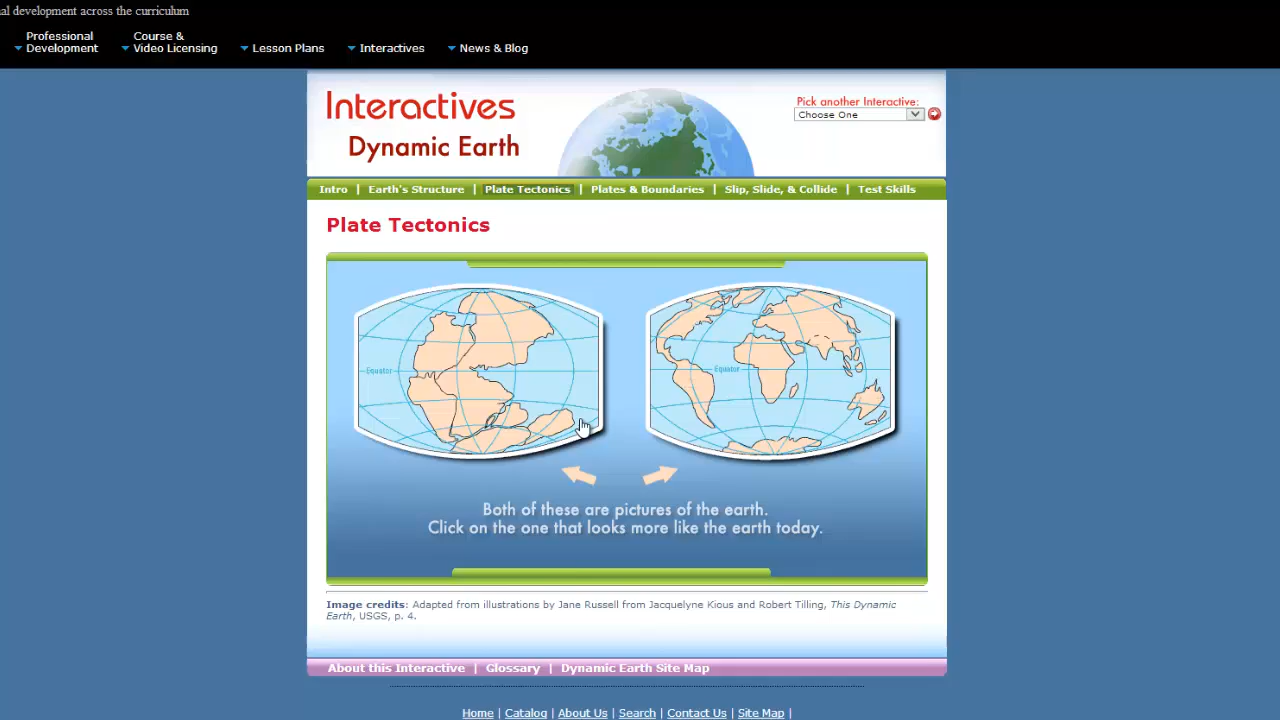 al development across the curriculum
Professional Development
Course & Video Licensing
Lesson Plans
Interactives
News & Blog
Interactives
Dynamic Earth
Pick another Interactive:
Choose One
Intro | Earth's Structure | Plate Tectonics | Plates & Boundaries | Slip, Slide, & Collide | Test Skills
Plate Tectonics
Equator
Equator
Both of these are pictures of the earth.
Click on the one that looks more like the earth today.
Image credits: Adapted from illustrations by Jane Russell from Jacquelyne Kious and Robert Tilling, This Dynamic
Earth, USGS, p. 4.
About this Interactive | Glossary | Dynamic Earth Site Map
Home | Catalog | About Us | Search | Contact Us | Site Map |